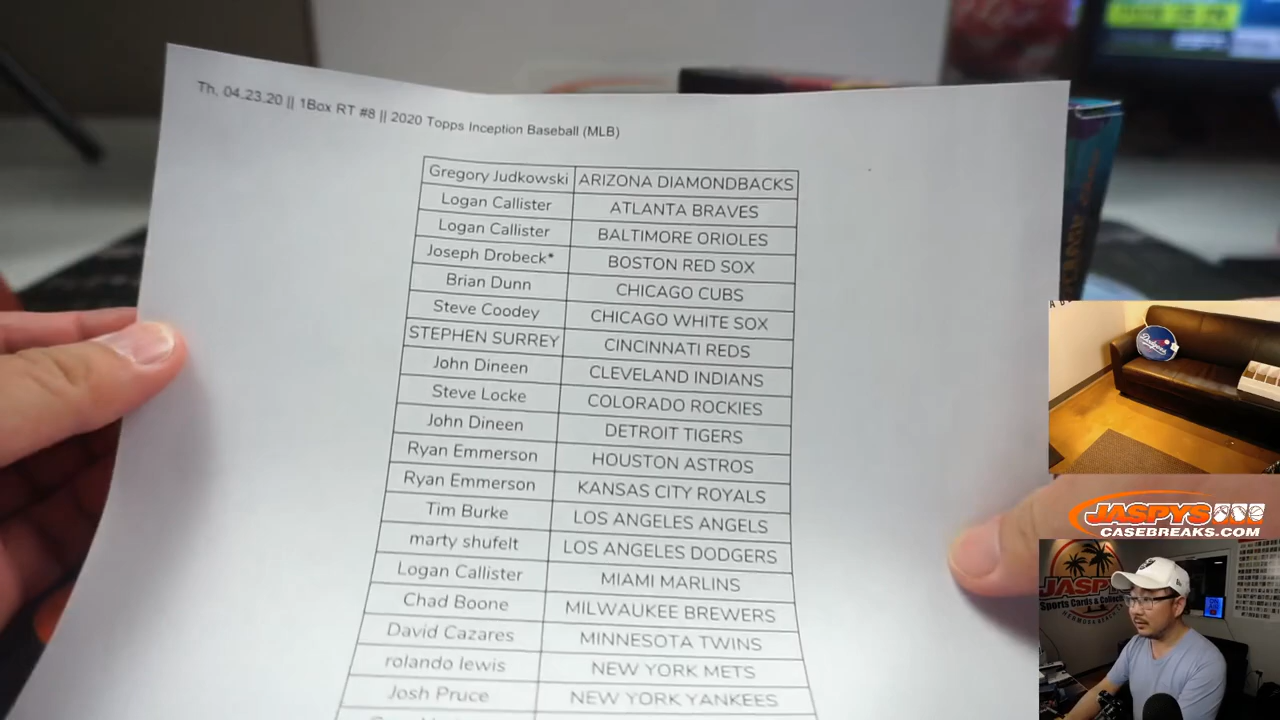 Th, 04.23.20 || 1Box RT #8 || 2020 Topps Inception Baseball (MLB)
Gregory Judkowski ARIZONA DIAMONDBACKS
Logan Callister ATLANTA BRAVES
Logan Callister BALTIMORE ORIOLES
Joseph Drobeck* BOSTON RED SOX
Brian Dunn CHICAGO CUBS
Steve Coodey CHICAGO WHITE SOX
STEPHEN SURREY CINCINNATI REDS
John Dineen CLEVELAND INDIANS
Steve Locke COLORADO ROCKIES
John Dineen DETROIT TIGERS
Ryan Emmerson HOUSTON ASTROS
Ryan Emmerson KANSAS CITY ROYALS
Tim Burke LOS ANGELES ANGELS
marty shufelt LOS ANGELES DODGERS
Logan Callister MIAMI MARLINS
Chad Boone MILWAUKEE BREWERS
David Cazares MINNESOTA TWINS
rolando lewis NEW YORK METS
Josh Pruce NEW YORK YANKEES
Dodgers
JASPYS
CASEBREAKS.COM
JASPY
Sports Cards & Collect